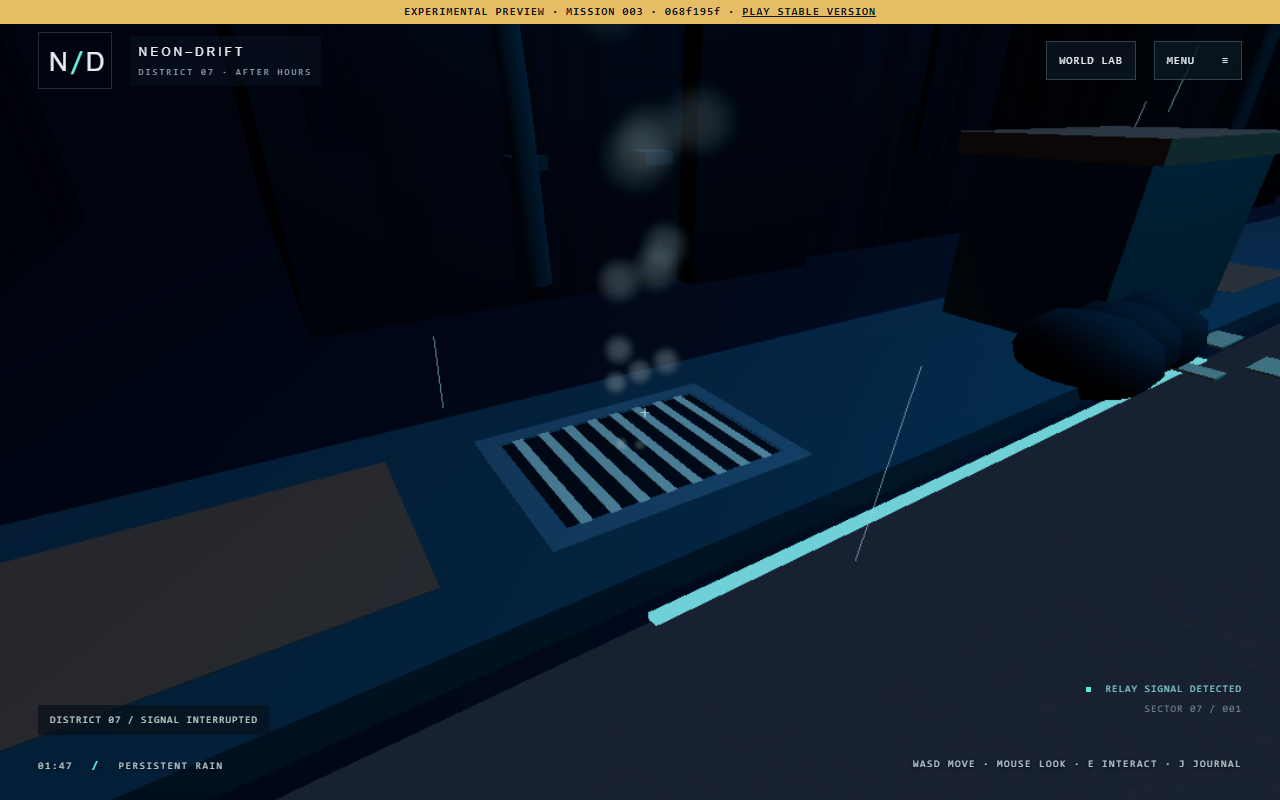 EXPERIMENTAL PREVIEW · MISSION 003 · 068f195f · PLAY STABLE VERSION
N/D
NEON—DRIFT
DISTRICT 07 · AFTER HOURS
WORLD LAB
MENU ≡
RELAY SIGNAL DETECTED
SECTOR 07 / 001
DISTRICT 07 / SIGNAL INTERRUPTED
01:47 / PERSISTENT RAIN
WASD MOVE · MOUSE LOOK · E INTERACT · J JOURNAL